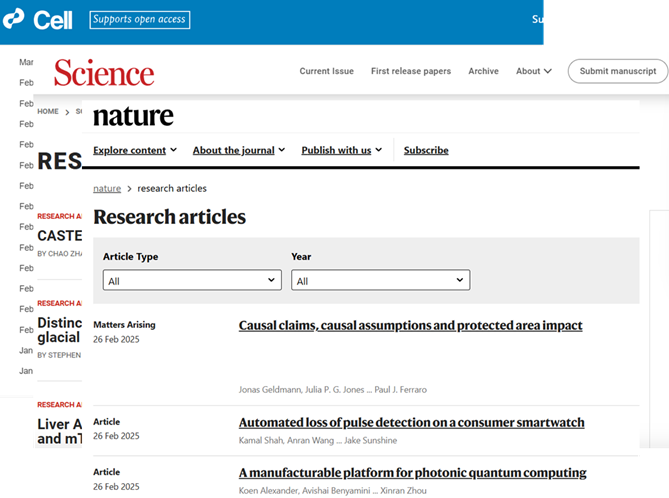 Cell
Supports open access
Su
Mar
Feb
Feb
Feb
Feb
Feb
Feb
Feb
Feb
Feb
Feb
Feb
Feb
Feb
Jan
Jan
Science
Current Issue First release papers Archive About Submit manuscript
HOME > S
RES
RESEARCH A
CASTE
BY CHAO ZHA
RESEARCH A
Distinc
glacial
BY STEPHEN
RESEARCH A
Liver A
and mT
nature
Explore content About the journal Publish with us Subscribe
nature > research articles
Research articles
Article Type Year
All All
Matters Arising Causal claims, causal assumptions and protected area impact
26 Feb 2025
Jonas Geldmann, Julia P. G. Jones ... Paul J. Ferraro
Article Automated loss of pulse detection on a consumer smartwatch
26 Feb 2025 Kamal Shah, Anran Wang ... Jake Sunshine
Article A manufacturable platform for photonic quantum computing
26 Feb 2025 Koen Alexander, Avishai Benyamini ... Xinran Zhou